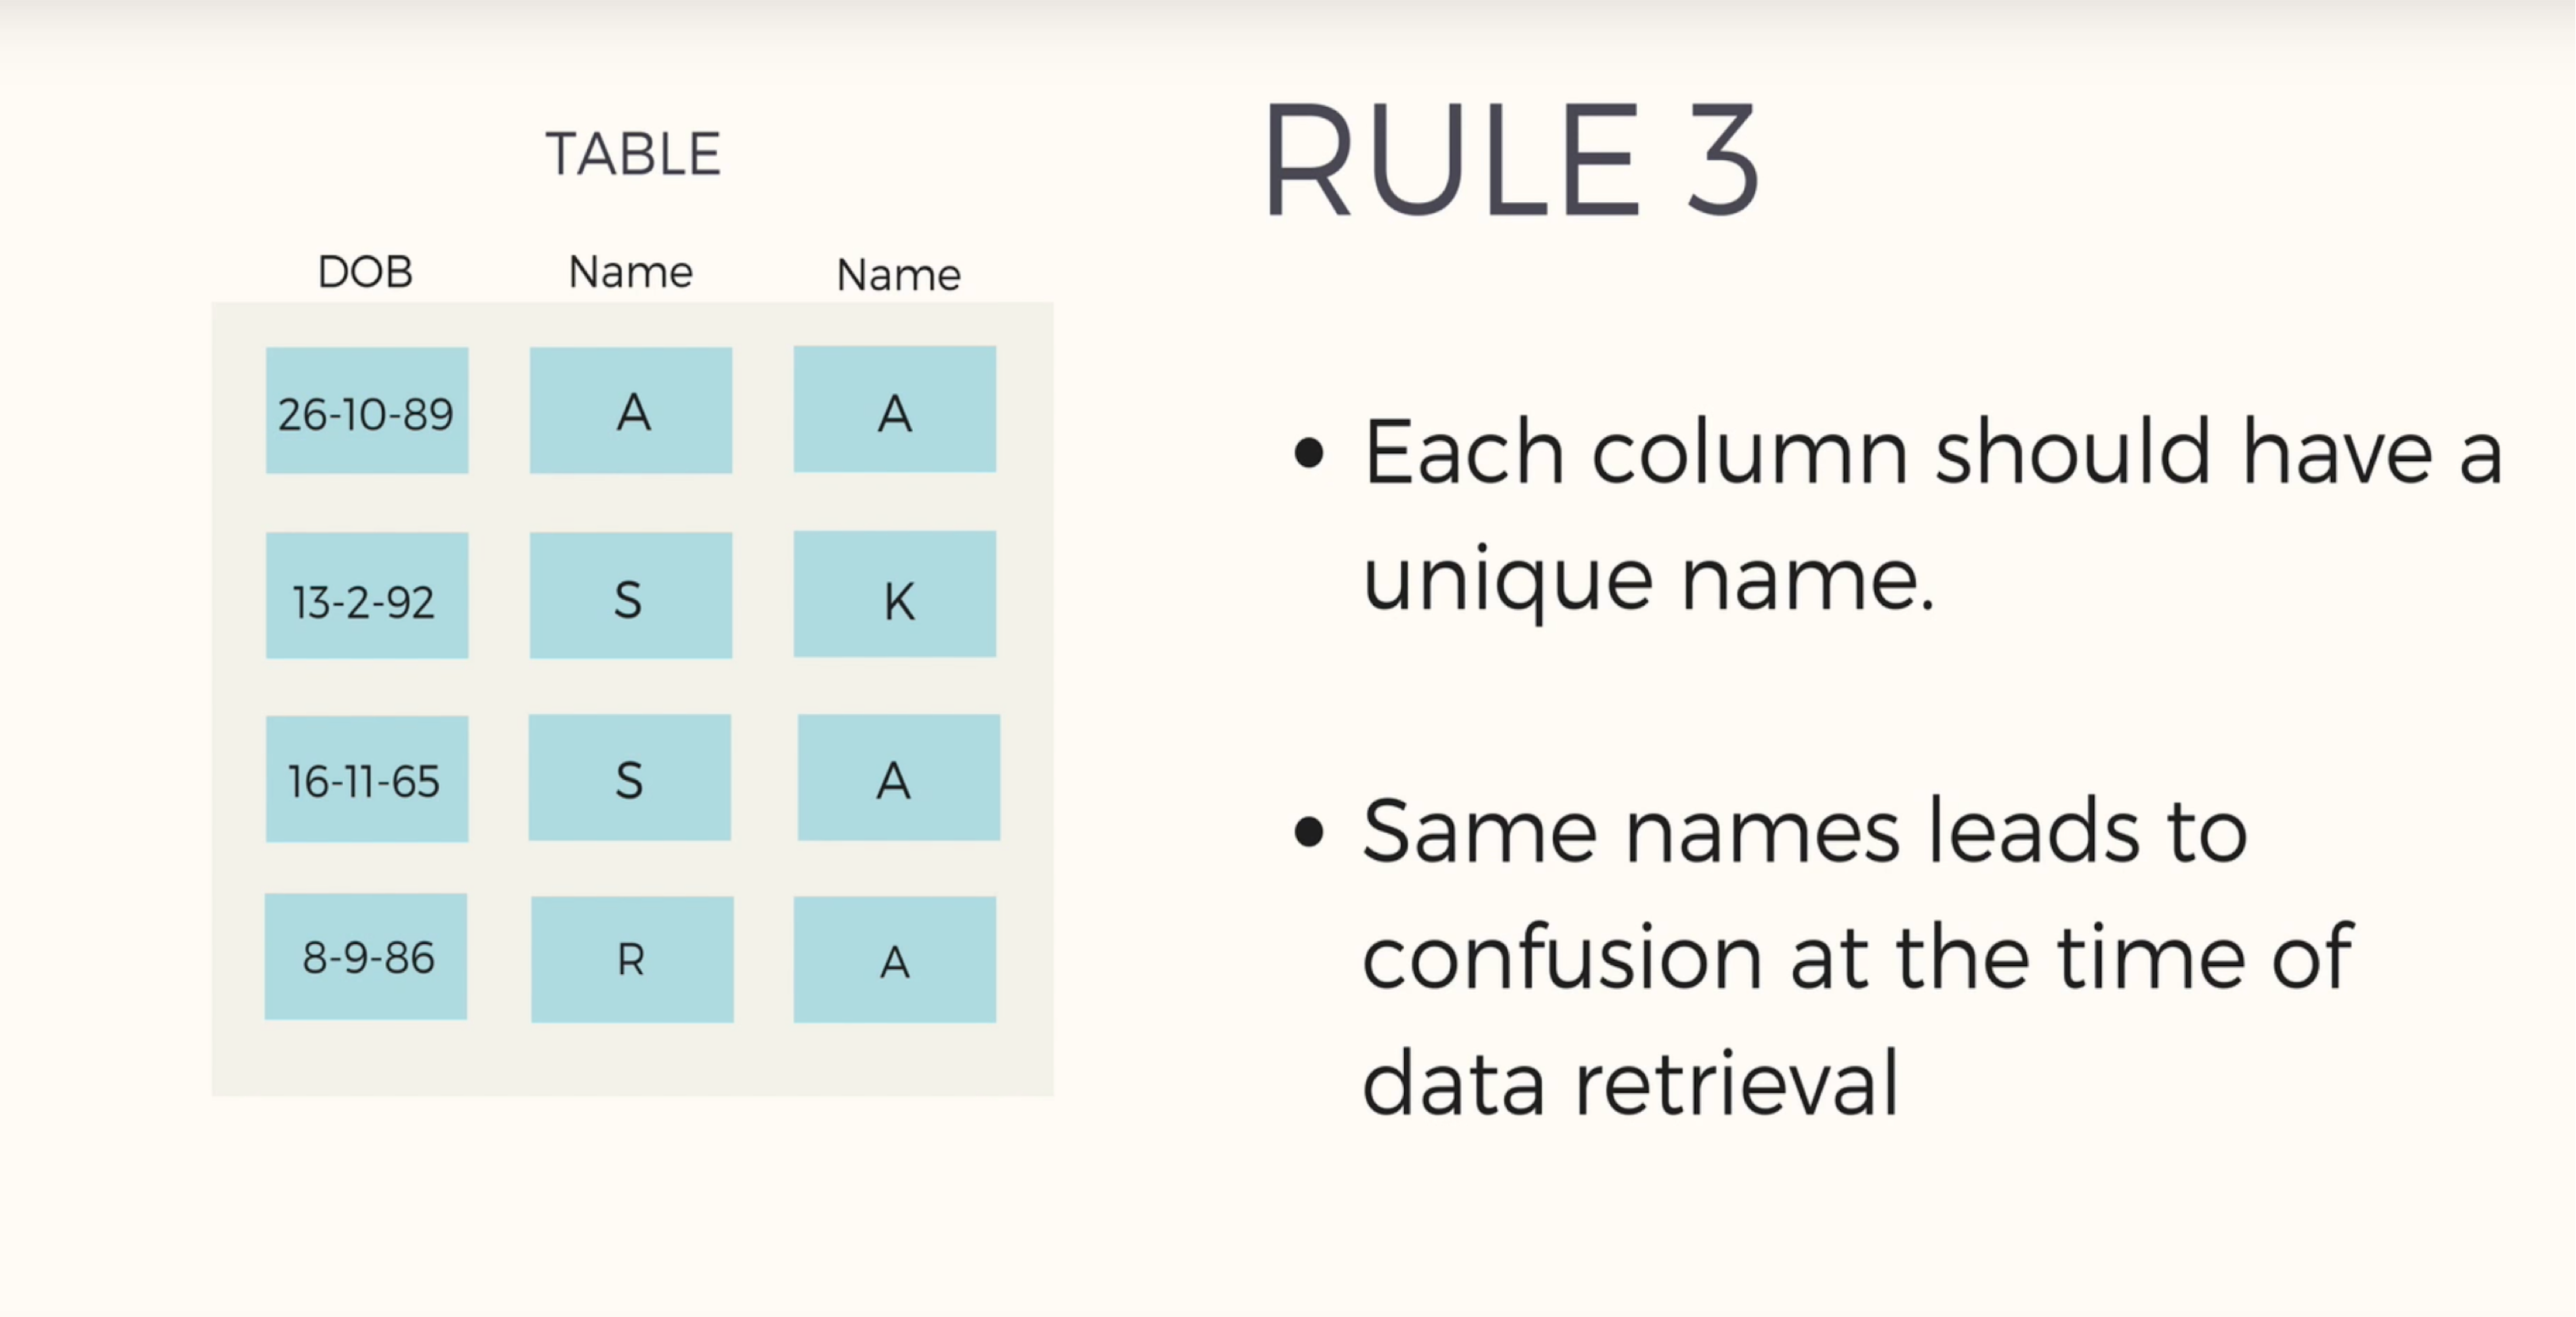 TABLE
DOB Name Name
26-10-89 A A
13-2-92 S K
16-11-65 S A
8-9-86 R A
RULE 3
• Each column should have a
unique name.
• Same names leads to
confusion at the time of
data retrieval